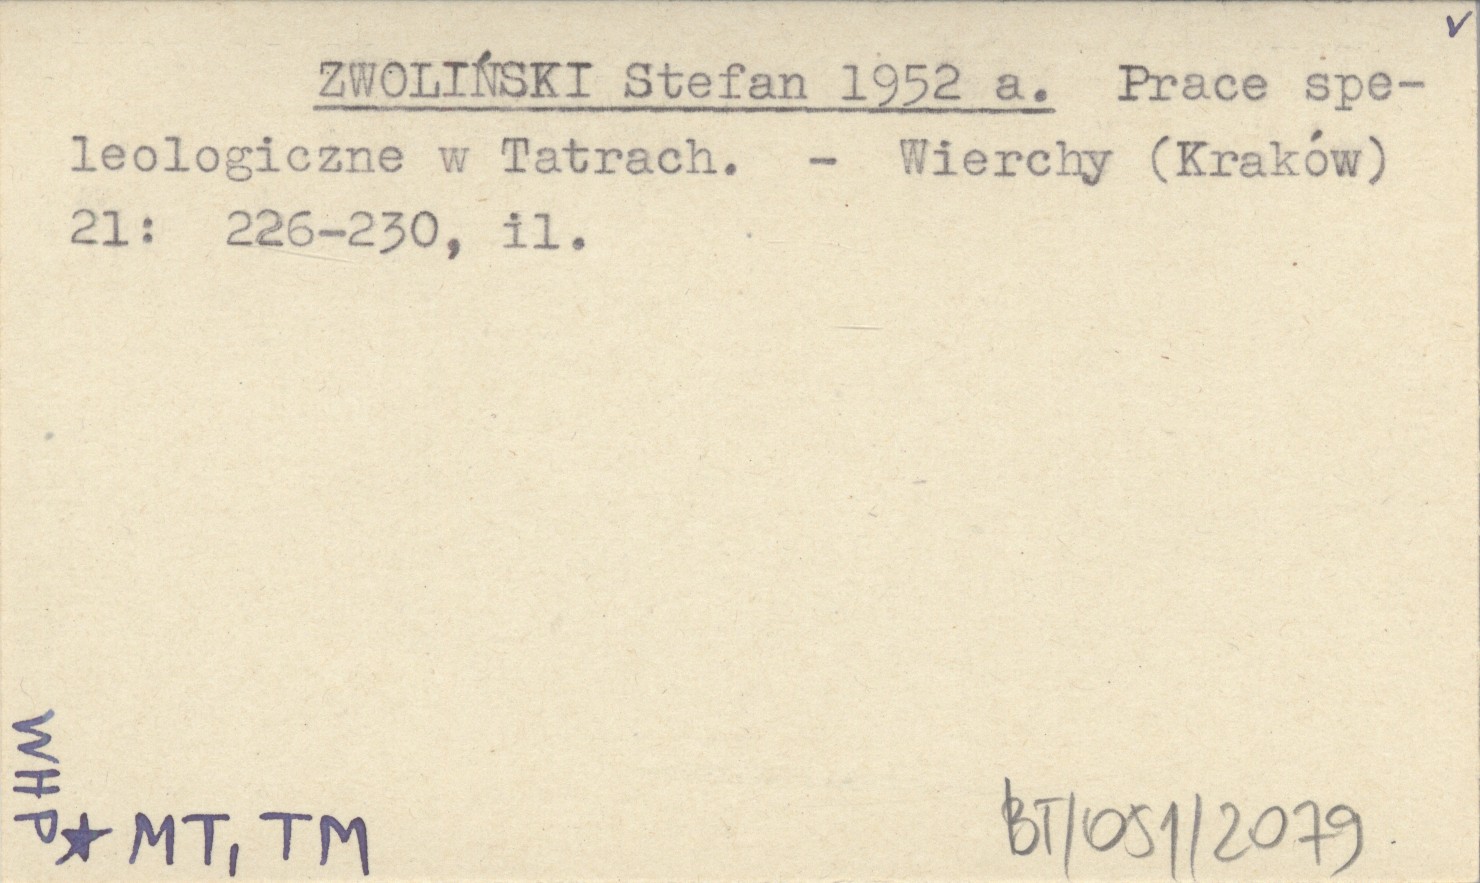 ZWOLIŃSKI Stefan 1952 a. Prace spe-
leologiczne w Tatrach. - Wierchy (Kraków)
21: 226-230, il.
WHP
★ MT, TM
BT/051/2079